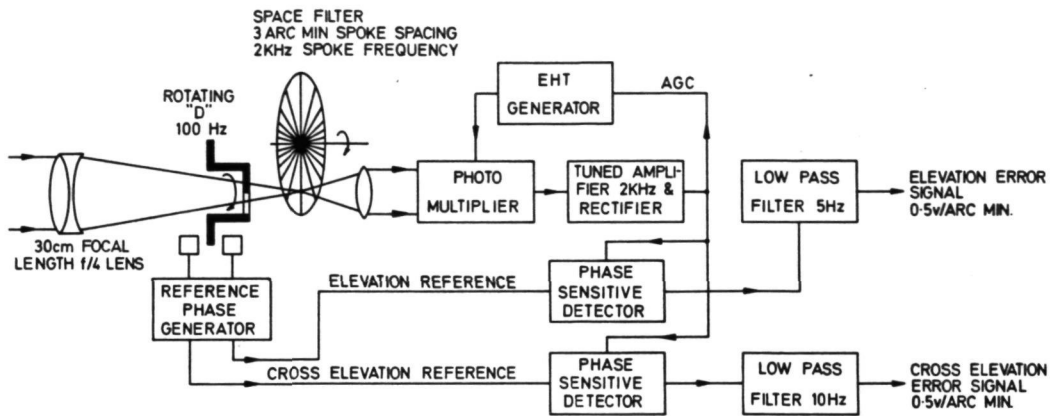 SPACE FILTER
3 ARC MIN SPOKE SPACING
2KHz SPOKE FREQUENCY
ROTATING
"D"
100 Hz
EHT
GENERATOR
AGC
PHOTO
MULTIPLIER
TUNED AMPLI-
FIER 2KHz &
RECTIFIER
LOW PASS
FILTER 5Hz
ELEVATION ERROR
SIGNAL
0·5v/ARC MIN.
30cm FOCAL
LENGTH f/4 LENS
REFERENCE
PHASE
GENERATOR
ELEVATION REFERENCE
PHASE
SENSITIVE
DETECTOR
CROSS ELEVATION REFERENCE
PHASE
SENSITIVE
DETECTOR
LOW PASS
FILTER 10Hz
CROSS ELEVATION
ERROR SIGNAL
0·5v/ARC MIN.